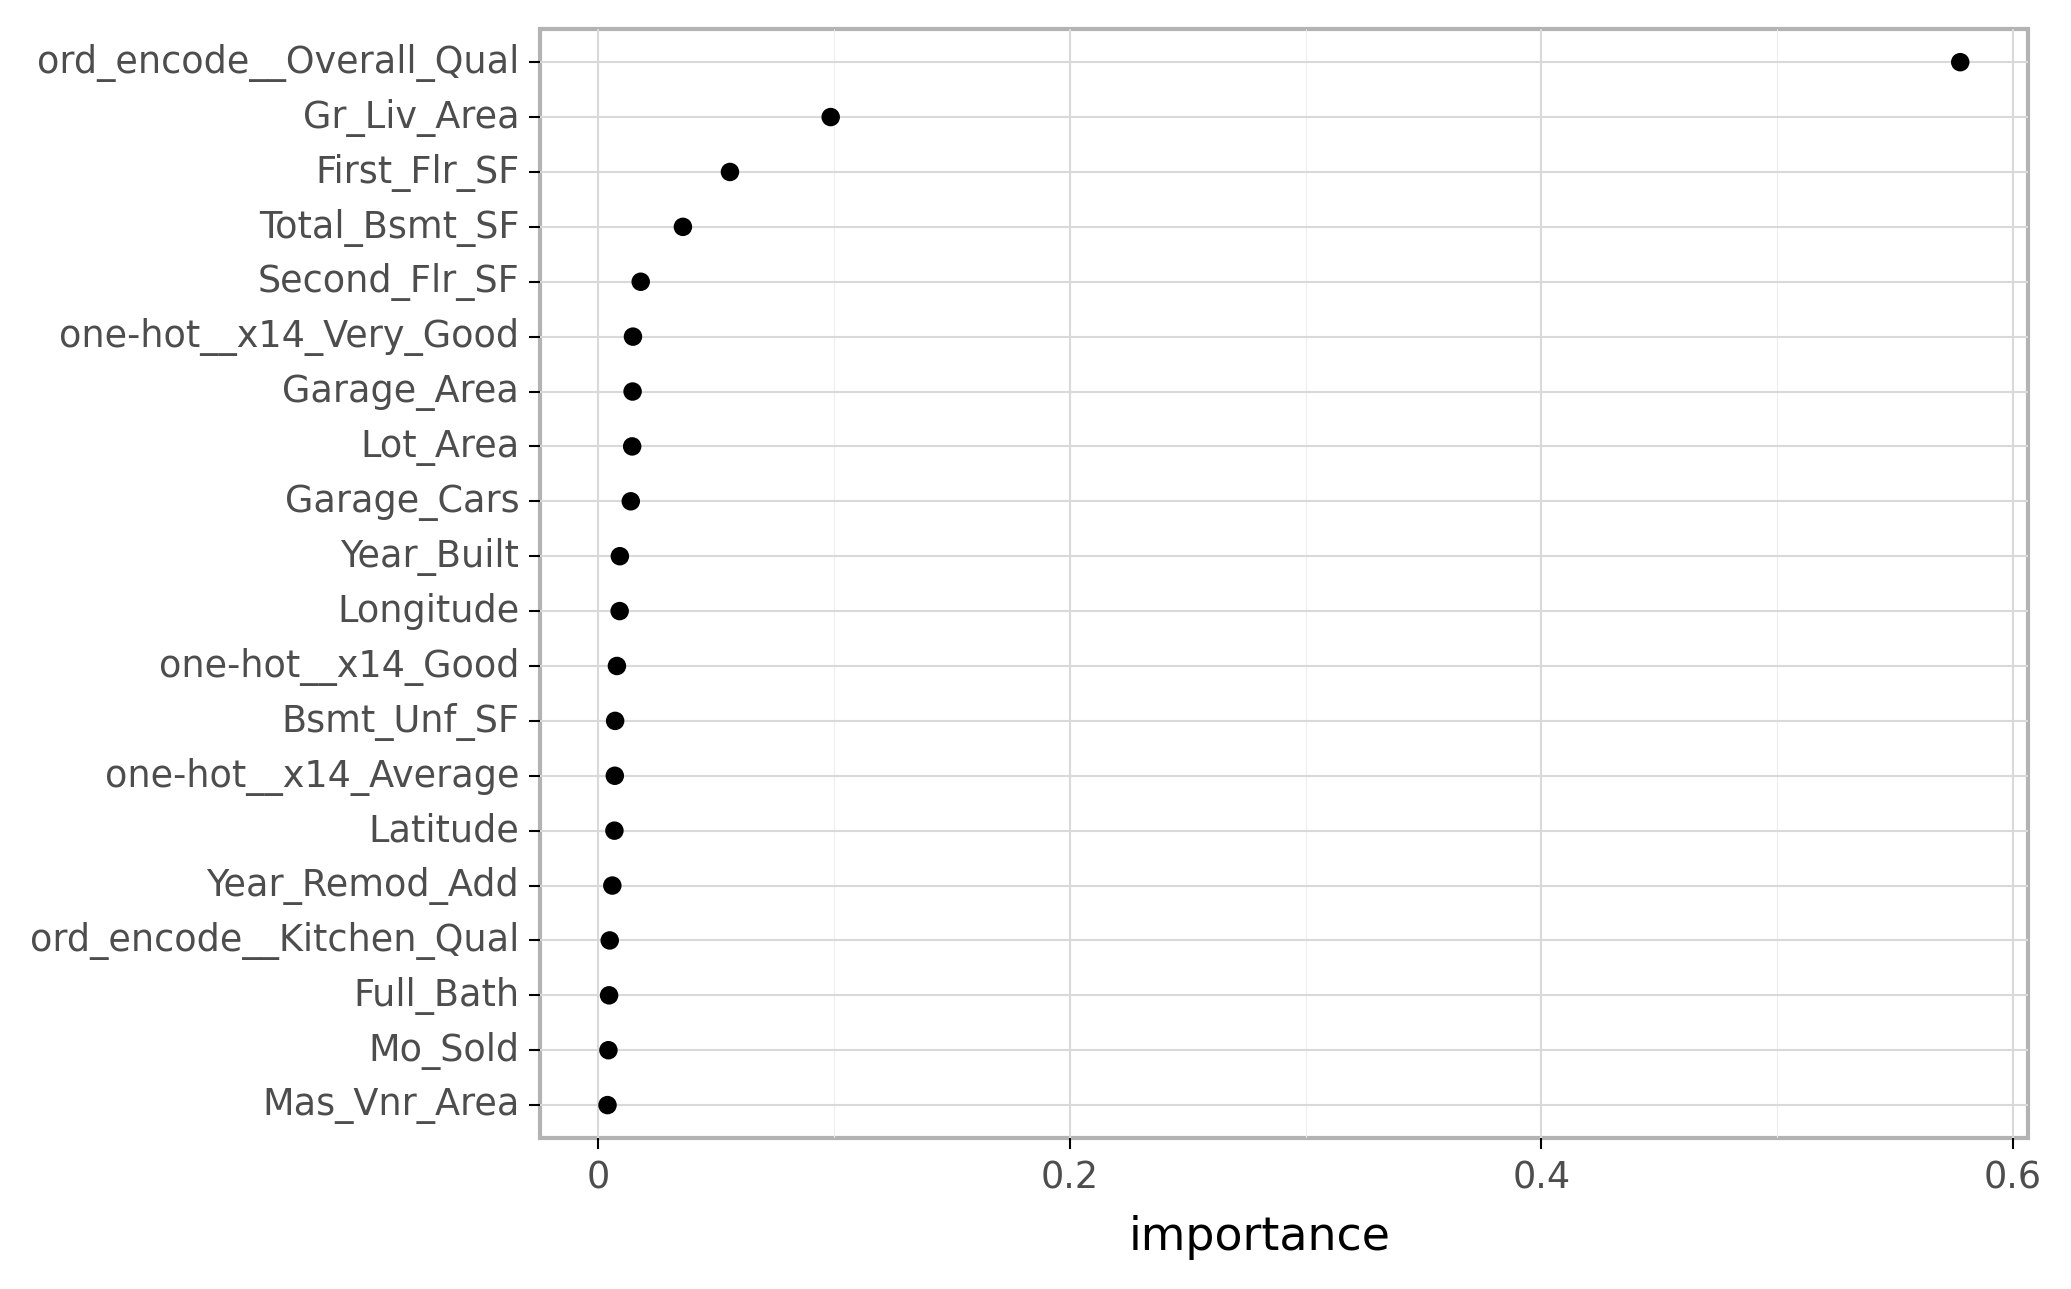 ord_encode__Overall_Qual
Gr_Liv_Area
First_Flr_SF
Total_Bsmt_SF
Second_Flr_SF
one-hot__x14_Very_Good
Garage_Area
Lot_Area
Garage_Cars
Year_Built
Longitude
one-hot__x14_Good
Bsmt_Unf_SF
one-hot__x14_Average
Latitude
Year_Remod_Add
ord_encode__Kitchen_Qual
Full_Bath
Mo_Sold
Mas_Vnr_Area
0 0.2 0.4 0.6
importance